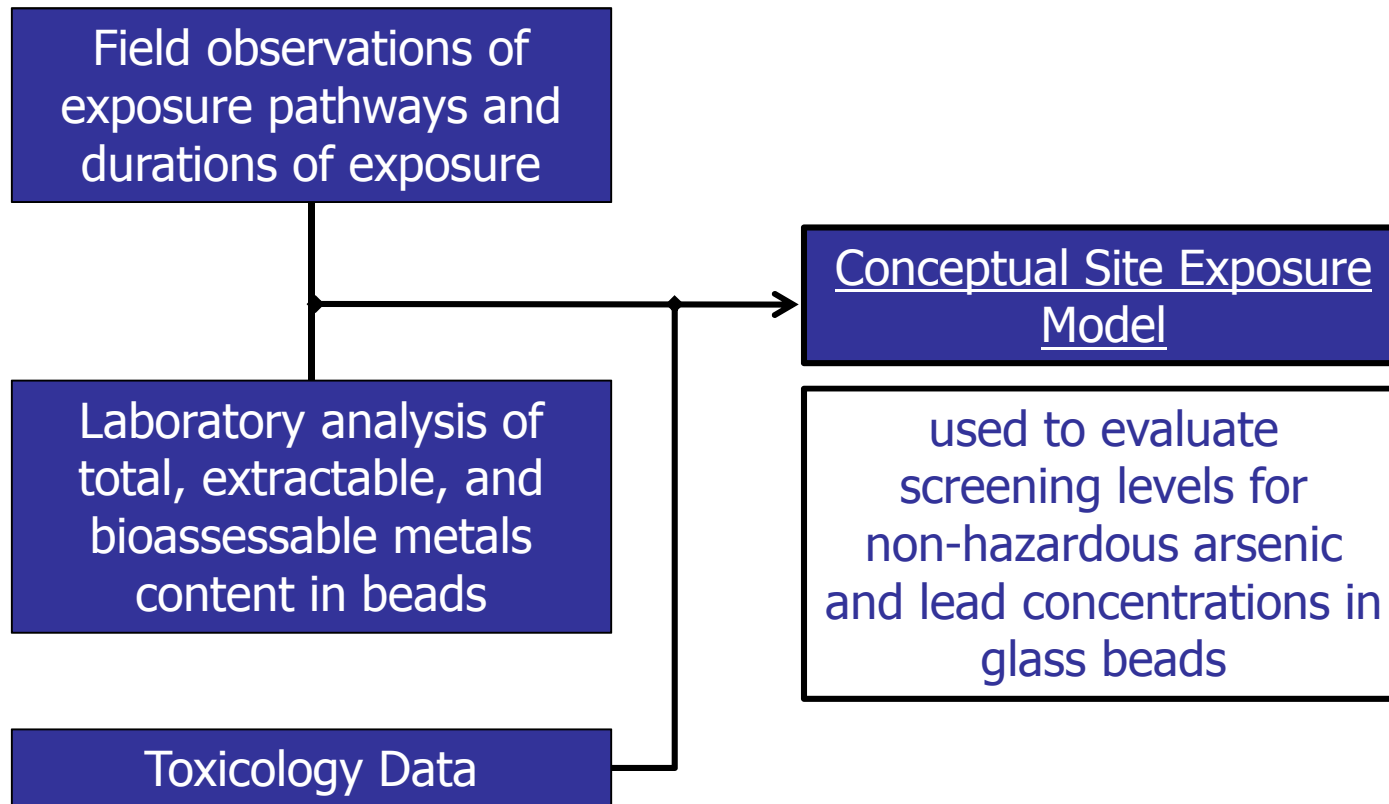 Field observations of
exposure pathways and
durations of exposure
Conceptual Site Exposure
Model
Laboratory analysis of
total, extractable, and
bioassessable metals
content in beads
used to evaluate
screening levels for
non-hazardous arsenic
and lead concentrations in
glass beads
Toxicology Data